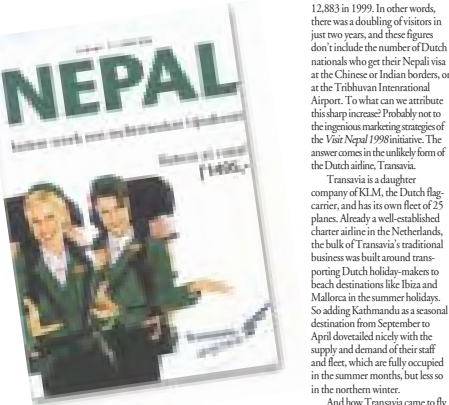 NEPAL
12,883 in 1999. In other words,
there was a doubling of visitors in
just two years, and these figures
don't include the number of Dutch
nationals who get their Nepali visa
at the Chinese or Indian borders, or
at the Tribhuvan Intenrational
Airport. To what can we attribute
this sharp increase? Probably not to
the ingenious marketing strategies of
the Visit Nepal 1998 initiative. The
answer comes in the unlikely form of
the Dutch airline, Transavia.
Transavia is a daughter
company of KLM, the Dutch flag-
carrier, and has its own fleet of 25
planes. Already a well-established
charter airline in the Netherlands,
the bulk of Transavia's traditional
business was built around trans-
porting Dutch holiday-makers to
beach destinations like Ibiza and
Mallorca in the summer holidays.
So adding Kathmandu as a seasonal
destination from September to
April dovetailed nicely with the
supply and demand of their staff
and fleet, which are fully occupied
in the summer months, but less so
in the northern winter.
And how Transavia came to fly